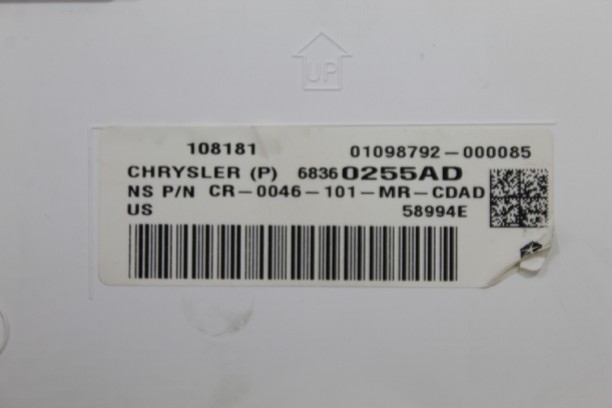 UP
108181 01098792-000085
CHRYSLER (P) 68360255AD
NS P/N CR-0046-101-MR-CDAD
US 58994E